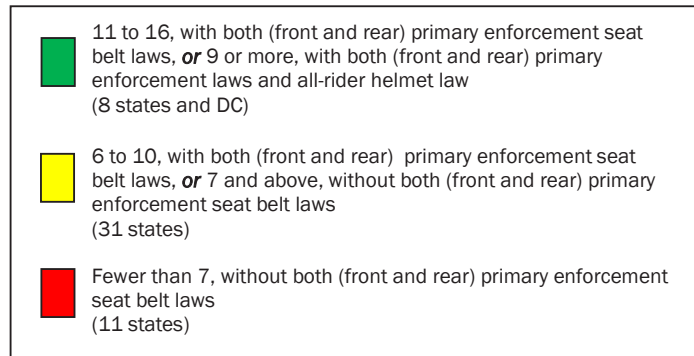 11 to 16, with both (front and rear) primary enforcement seat
belt laws, or 9 or more, with both (front and rear) primary
enforcement laws and all-rider helmet law
(8 states and DC)
6 to 10, with both (front and rear) primary enforcement seat
belt laws, or 7 and above, without both (front and rear) primary
enforcement seat belt laws
(31 states)
Fewer than 7, without both (front and rear) primary enforcement
seat belt laws
(11 states)